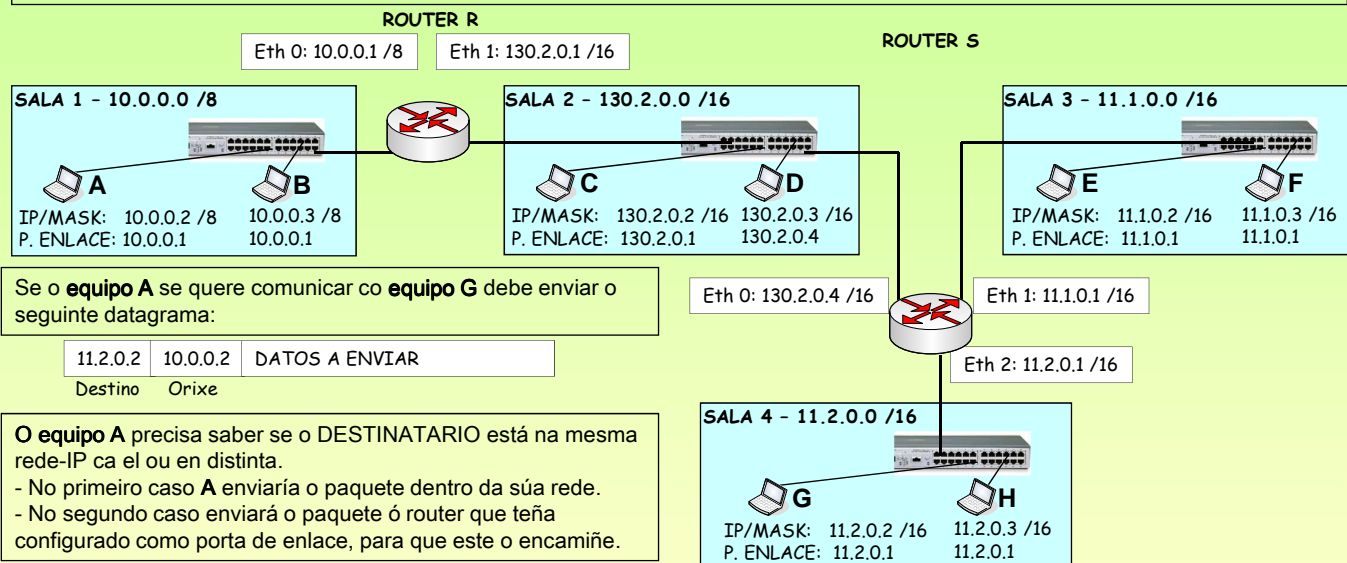 ROUTER R
Eth 0: 10.0.0.1 /8
Eth 1: 130.2.0.1 /16
ROUTER S
SALA 1 - 10.0.0.0 /8
A
B
IP/MASK: 10.0.0.2 /8 10.0.0.3 /8
P. ENLACE: 10.0.0.1 10.0.0.1
SALA 2 - 130.2.0.0 /16
C
D
IP/MASK: 130.2.0.2 /16 130.2.0.3 /16
P. ENLACE: 130.2.0.1 130.2.0.4
SALA 3 - 11.1.0.0 /16
E
F
IP/MASK: 11.1.0.2 /16 11.1.0.3 /16
P. ENLACE: 11.1.0.1 11.1.0.1
Se o equipo A se quere comunicar co equipo G debe enviar o
seguinte datagrama:
11.2.0.2 10.0.0.2 DATOS A ENVIAR
Destino Orixe
Eth 0: 130.2.0.4 /16
Eth 1: 11.1.0.1 /16
Eth 2: 11.2.0.1 /16
O equipo A precisa saber se o DESTINATARIO está na mesma
rede-IP ca el ou en distinta.
- No primeiro caso A enviaría o paquete dentro da súa rede.
- No segundo caso enviará o paquete ó router que teña
configurado como porta de enlace, para que este o encamiñe.
SALA 4 - 11.2.0.0 /16
G
H
IP/MASK: 11.2.0.2 /16 11.2.0.3 /16
P. ENLACE: 11.2.0.1 11.2.0.1